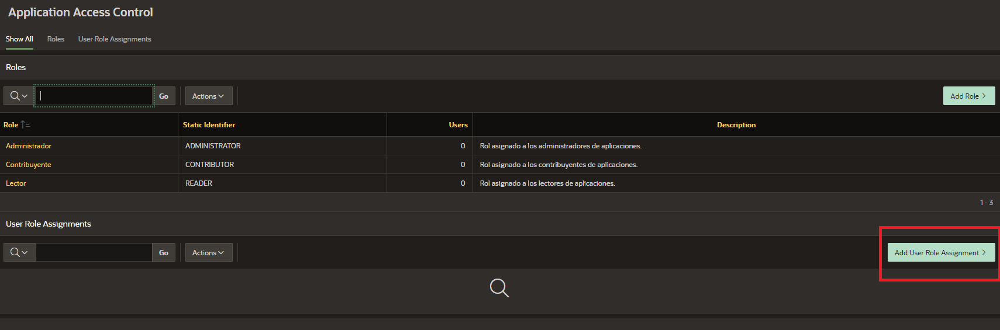 Application Access Control
Show All Roles User Role Assignments
Roles
Go Actions Add Role
Role Static Identifier Users Description
Administrador ADMINISTRATOR 0 Rol asignado a los administradores de aplicaciones.
Contribuyente CONTRIBUTOR 0 Rol asignado a los contribuyentes de aplicaciones.
Lector READER 0 Rol asignado a los lectores de aplicaciones.
1 - 3
User Role Assignments
Go Actions Add User Role Assignment